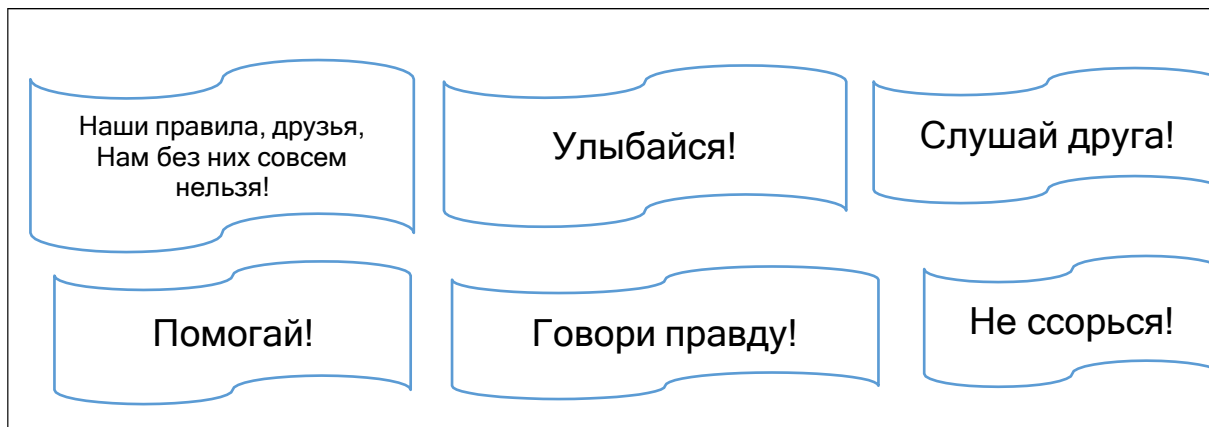 Наши правила, друзья,
Нам без них совсем
нельзя!
Улыбайся!
Слушай друга!
Помогай!
Говори правду!
Не ссорься!